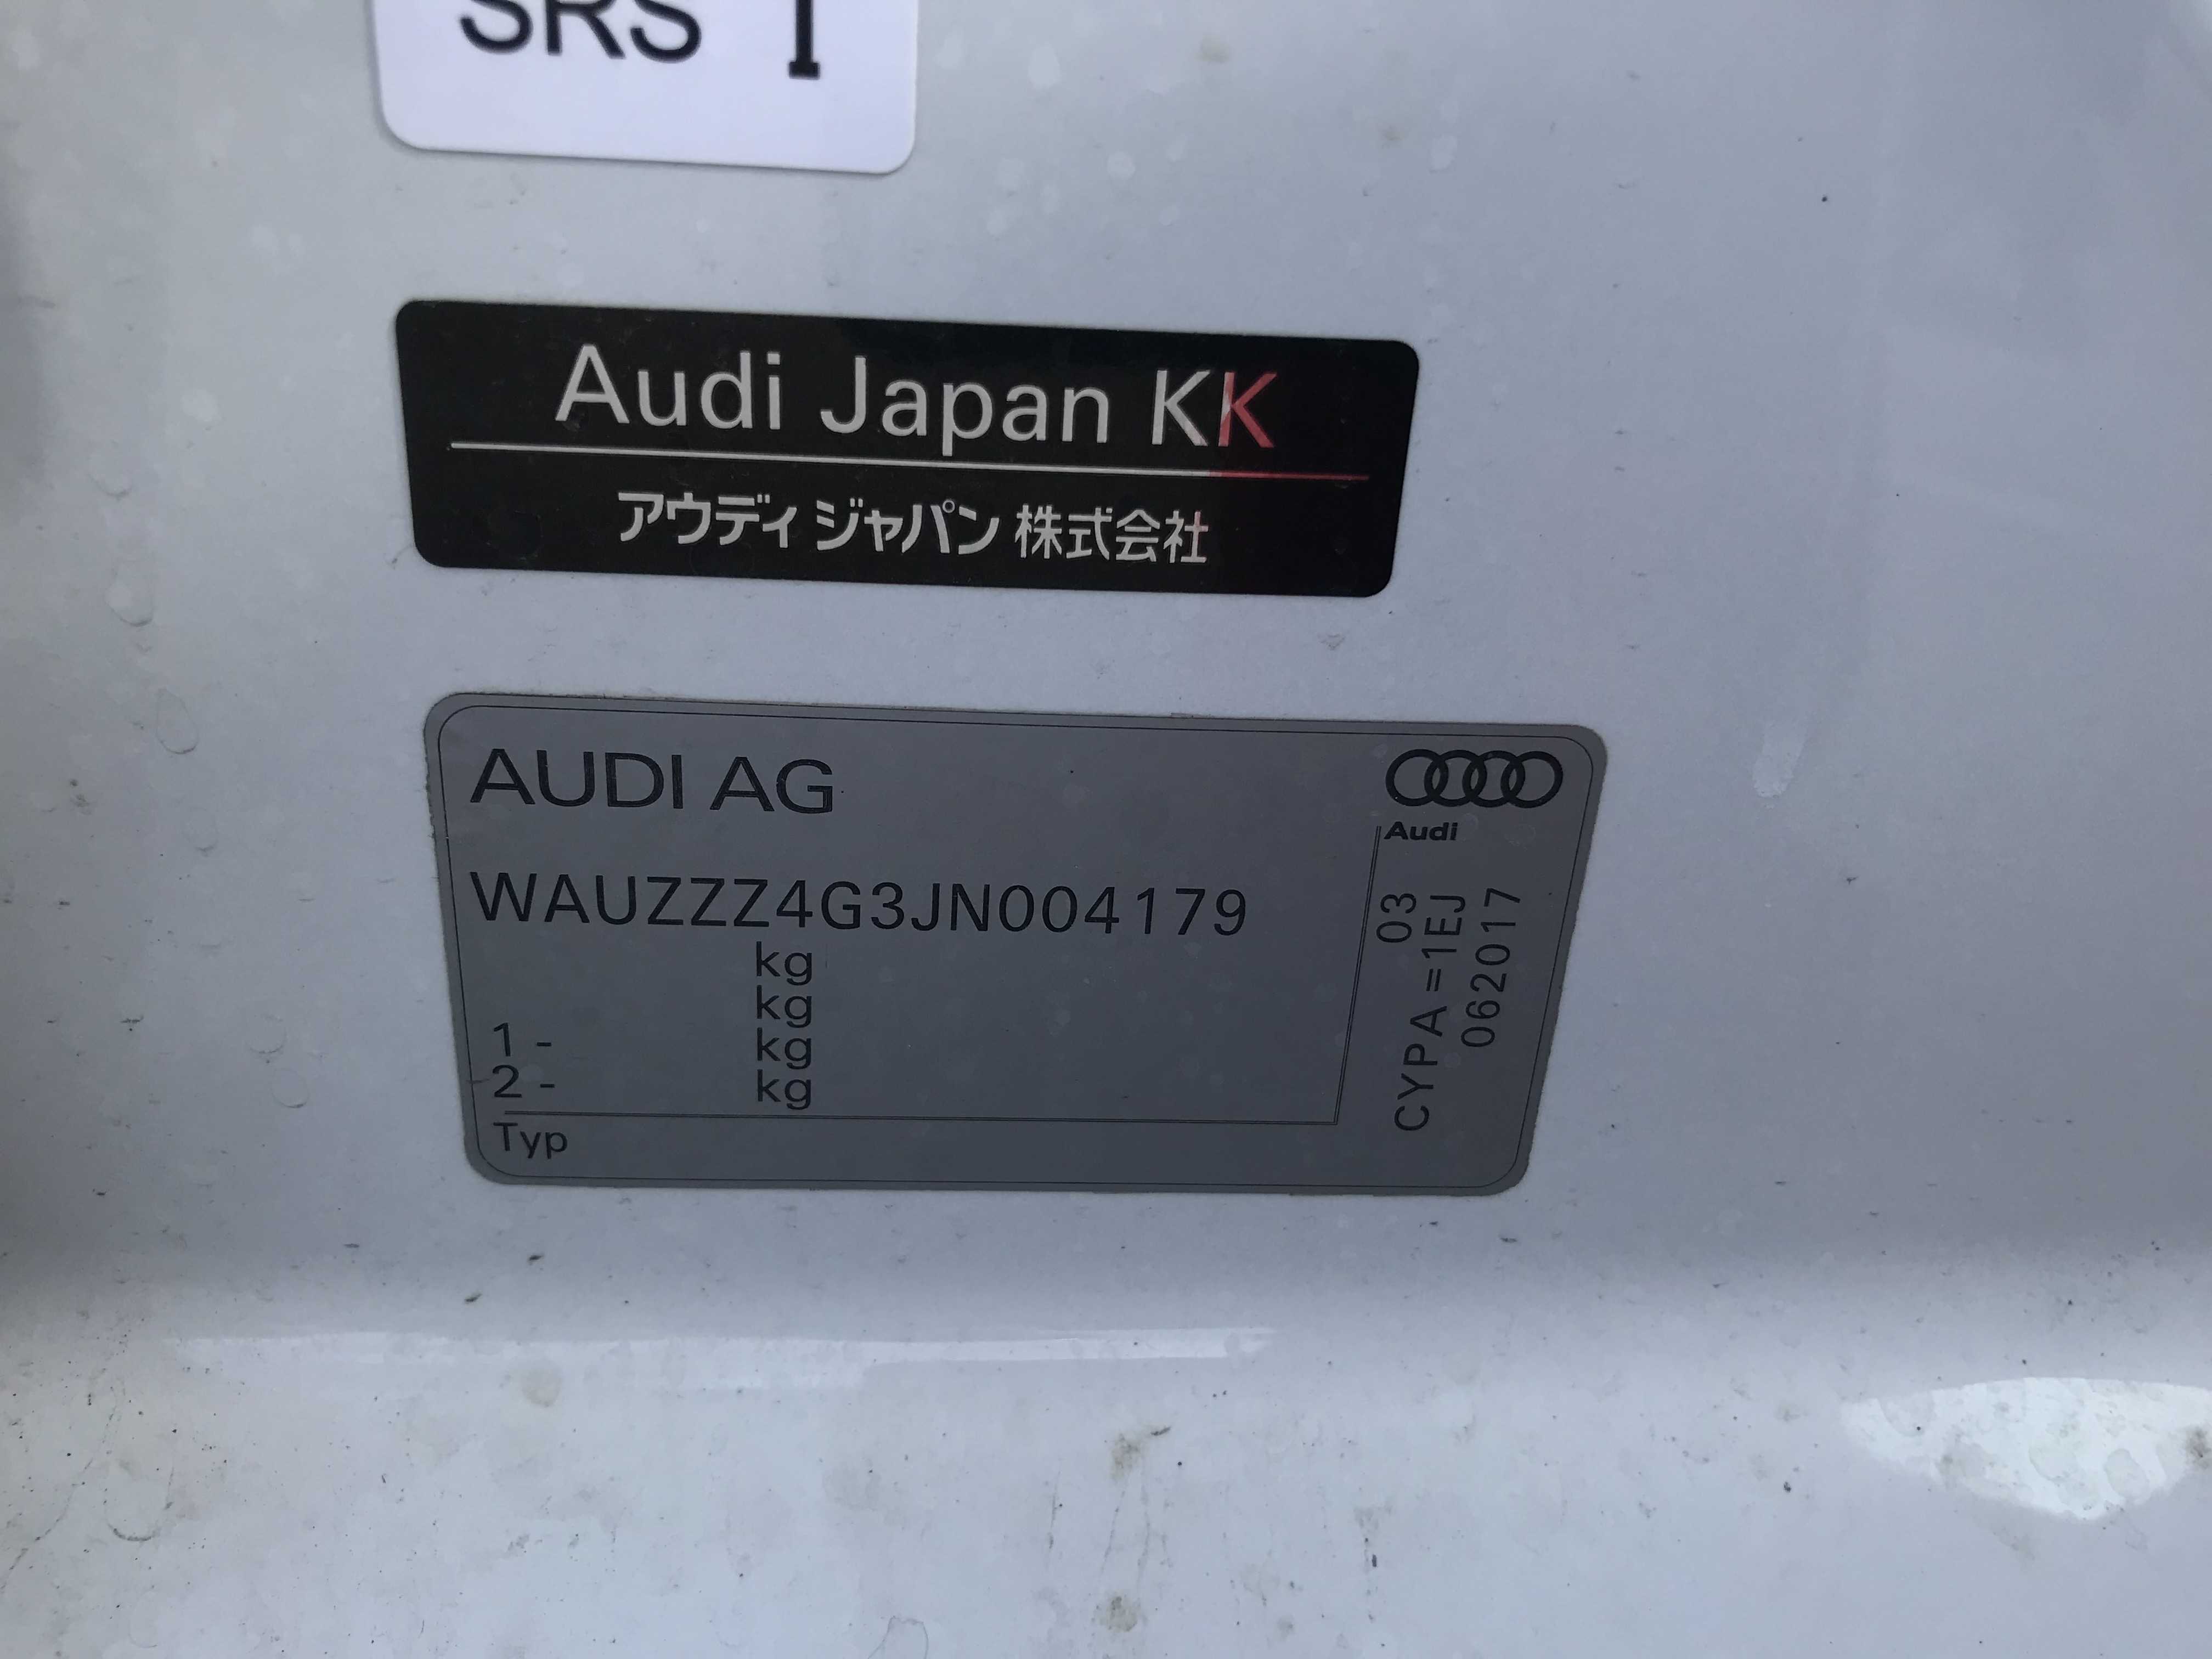 SRS I
Audi Japan KK
アウディ ジャパン 株式会社
AUDI AG
Audi
WAUZZZ4G3JN004179
kg
kg
1 - kg
2 - kg
Typ
03
CYPA =1EJ
062017